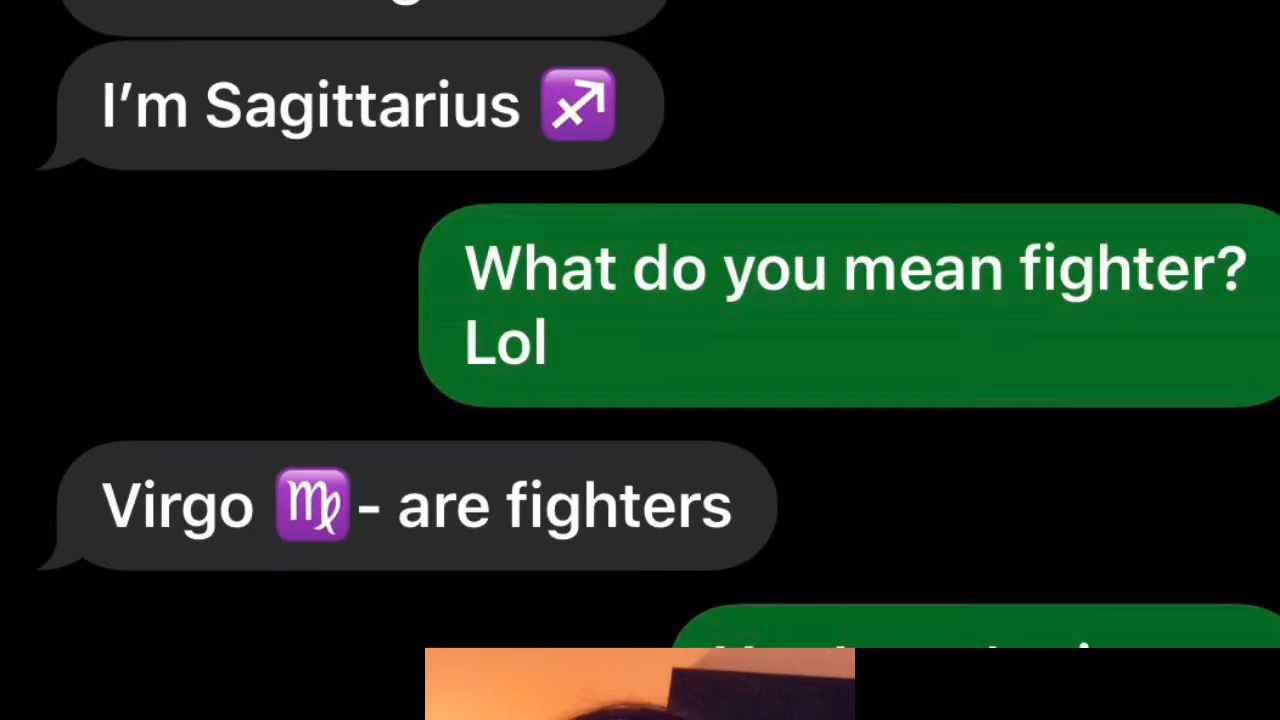 I’m Sagittarius ♐
What do you mean fighter?
Lol
Virgo ♍- are fighters